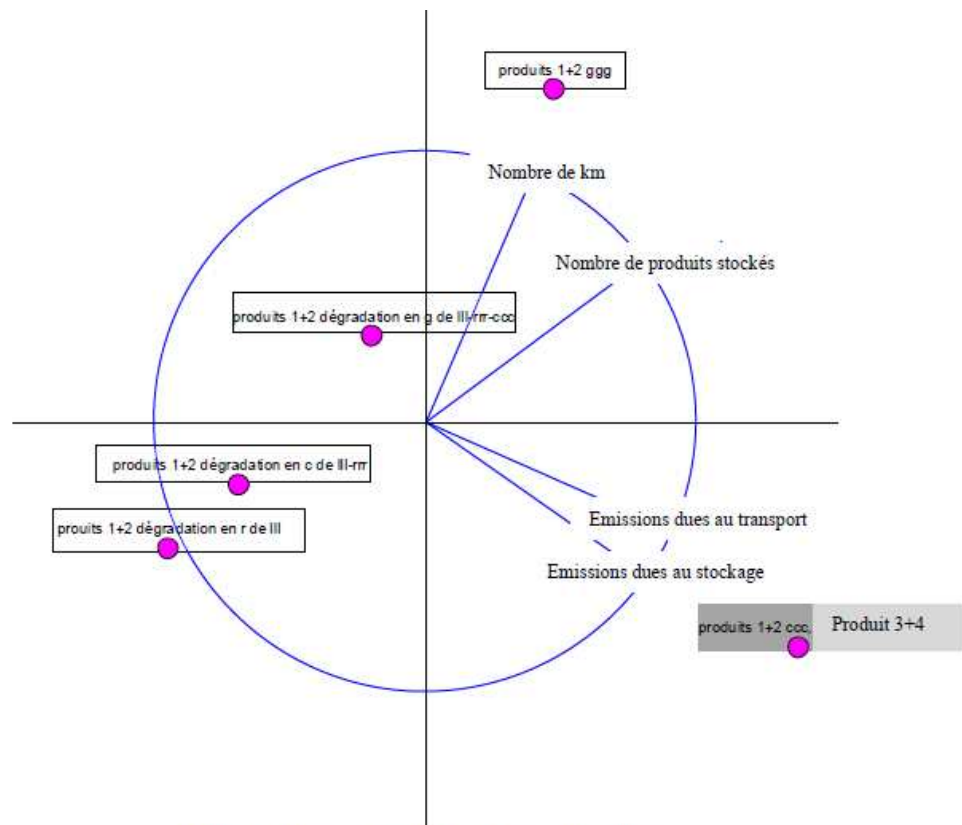 produits 1+2 ggg
Nombre de km
Nombre de produits stockés
produits 1+2 dégradation en g de III-rrr-ccc
produits 1+2 dégradation en c de III-rrr
prouits 1+2 dégradation en r de III
Emissions dues au transport
Emissions dues au stockage
produits 1+2 ccc, Produit 3+4